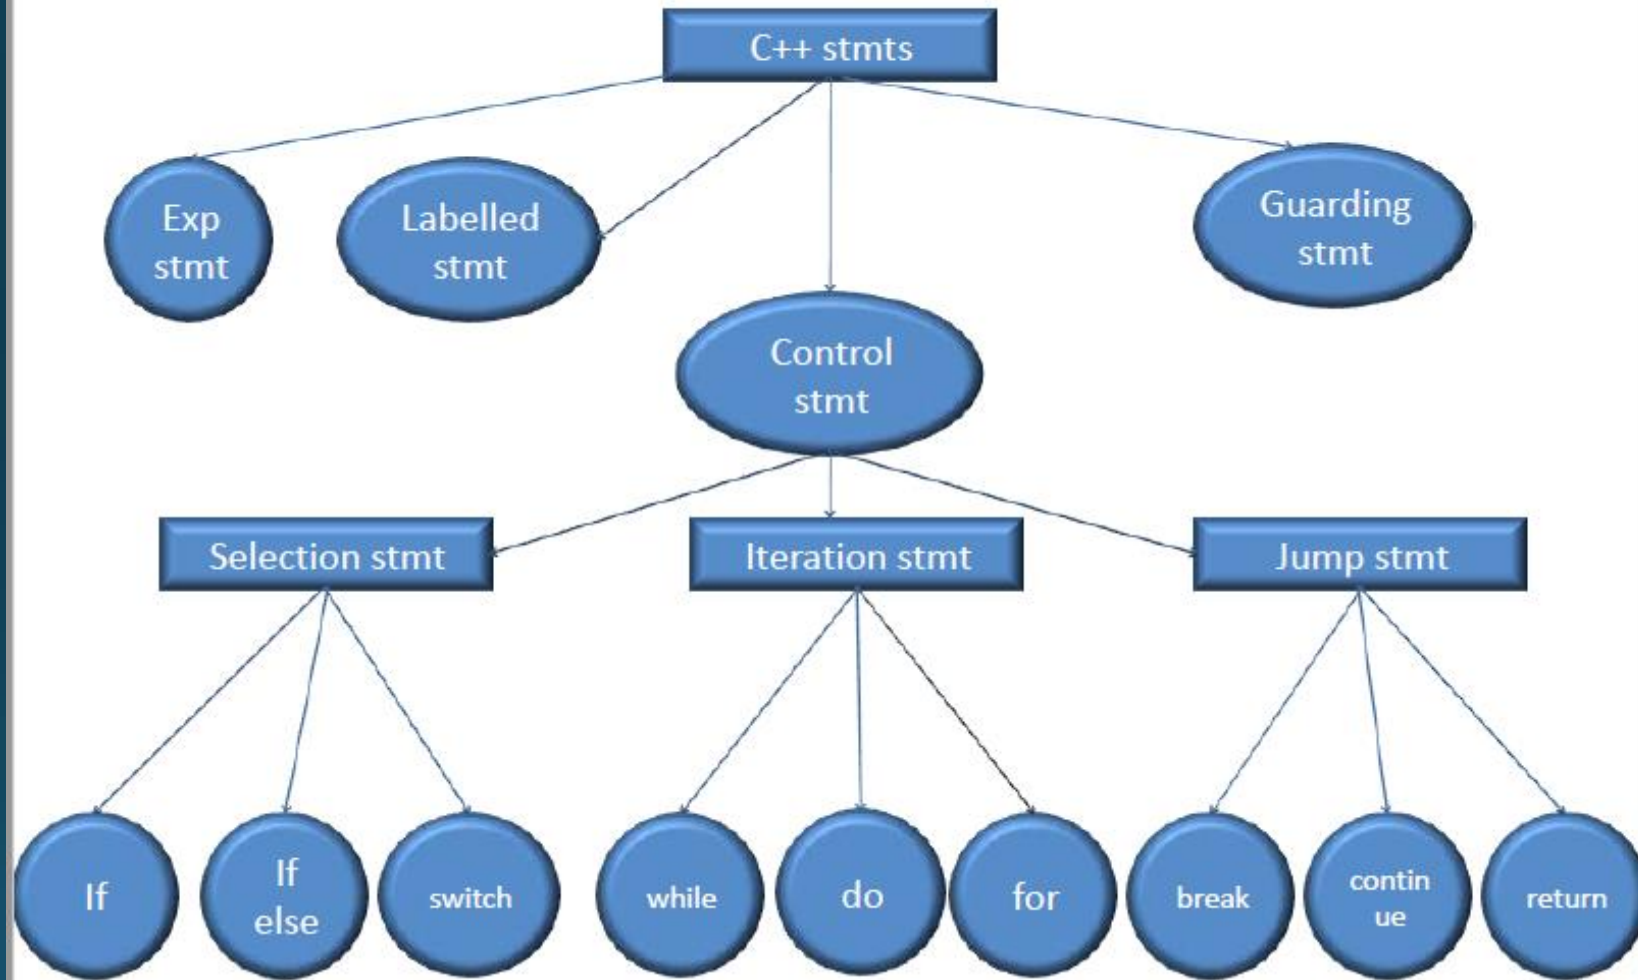 C++ stmts
Exp
stmt
Labelled
stmt
Guarding
stmt
Control
stmt
Selection stmt
Iteration stmt
Jump stmt
If
If
else
switch
while
do
for
break
contin
ue
return